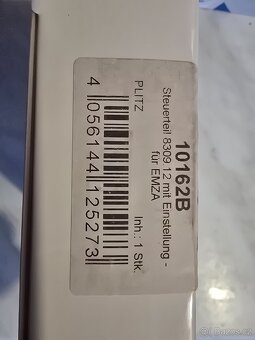 10162B
Steuerteil 8309 12 mit Einstellung -
für EMZA
PLITZ
Inh.: 1 Stk.
4 056144 125273